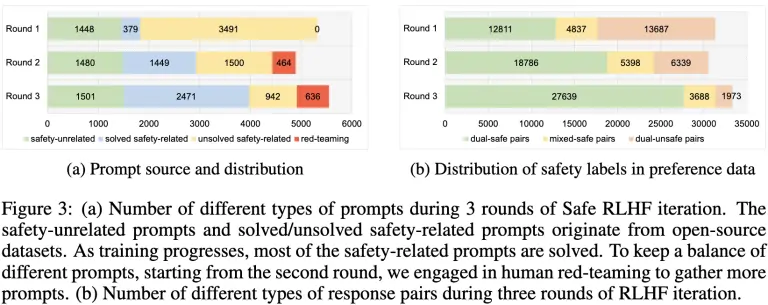 Round 1
1448
379
3491
0
Round 2
1480
1449
1500
464
Round 3
1501
2471
942
636
0
1000
2000
3000
4000
5000
6000
safety-unrelated
solved safety-related
unsolved safety-related
red-teaming
(a) Prompt source and distribution
Round 1
12811
4837
13687
Round 2
18786
5398
6339
Round 3
27639
3688
1973
0
5000
10000
15000
20000
25000
30000
35000
dual-safe pairs
mixed-safe pairs
dual-unsafe pairs
(b) Distribution of safety labels in preference data
Figure 3: (a) Number of different types of prompts during 3 rounds of Safe RLHF iteration. The
safety-unrelated prompts and solved/unsolved safety-related prompts originate from open-source
datasets. As training progresses, most of the safety-related prompts are solved. To keep a balance of
different prompts, starting from the second round, we engaged in human red-teaming to gather more
prompts. (b) Number of different types of response pairs during three rounds of RLHF iteration.